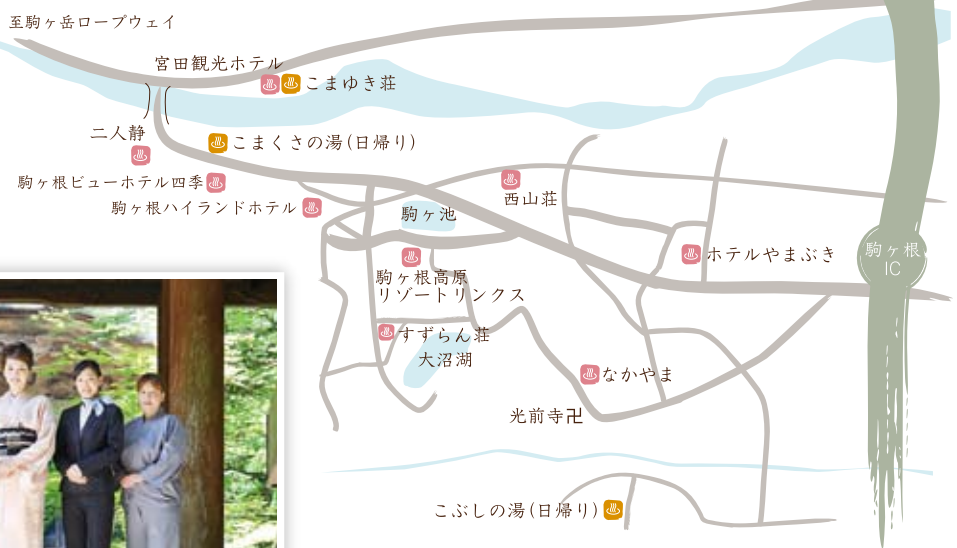 至駒ヶ岳ロープウェイ
宮田観光ホテル
こまゆき荘
二人静
こまくさの湯(日帰り)
駒ヶ根ビューホテル四季
駒ヶ根ハイランドホテル
西山荘
駒ヶ池
ホテルやまぶき
駒ヶ根
IC
駒ヶ根高原
リゾートリンクス
すずらん荘
大沼湖
なかやま
光前寺卍
こぶしの湯(日帰り)